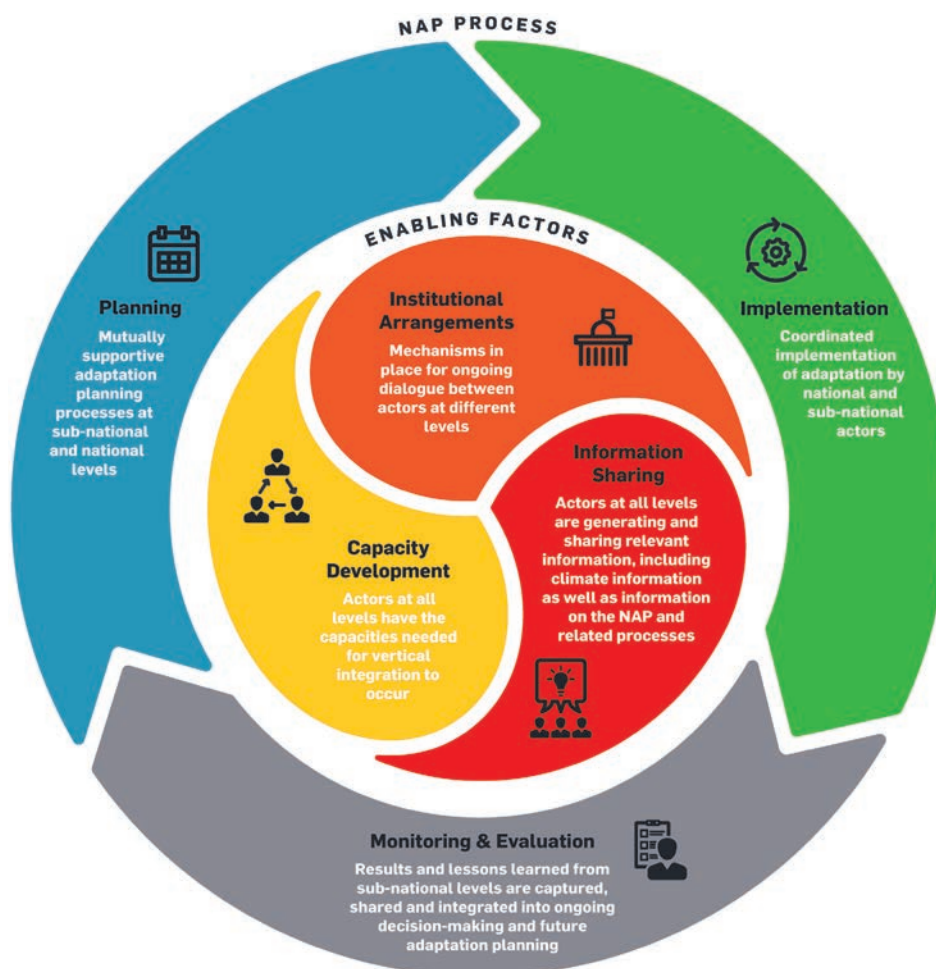 NAP PROCESS
ENABLING FACTORS
Planning
Mutually
supportive
adaptation
planning
processes at
sub-national
and national
levels
Institutional
Arrangements
Mechanisms in
place for ongoing
dialogue between
actors at different
levels
Implementation
Coordinated
implementation
of adaptation by
national and
sub-national
actors
Information
Sharing
Actors at all levels
are generating and
sharing relevant
information, including
climate information
as well as information
on the NAP and
related processes
Capacity
Development
Actors at all
levels have the
capacities needed
for vertical
integration to
occur
Monitoring & Evaluation
Results and lessons learned from
sub-national levels are captured,
shared and integrated into ongoing
decision-making and future
adaptation planning